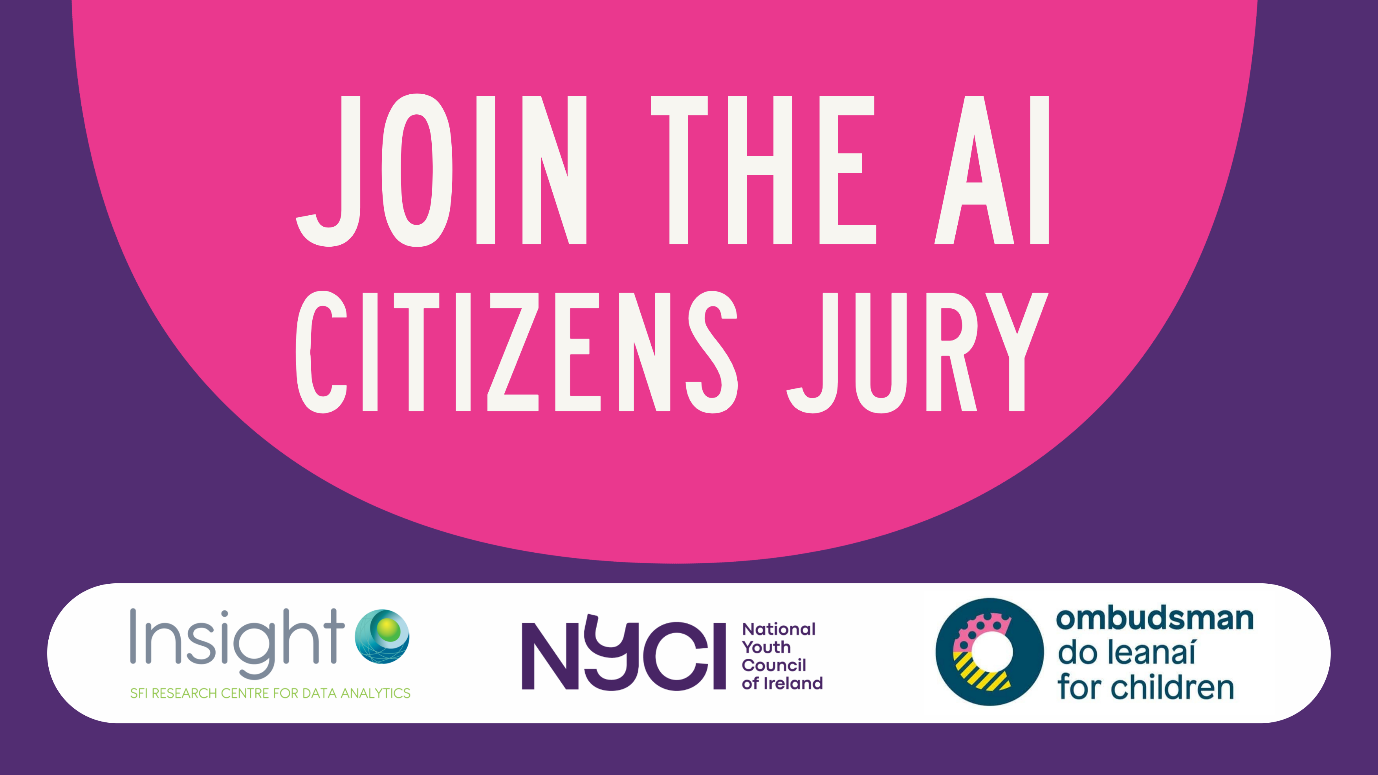 JOIN THE AI
CITIZENS JURY
Insight
SFI RESEARCH CENTRE FOR DATA ANALYTICS
NYCI
National
Youth
Council
of Ireland
ombudsman
do leanaí
for children